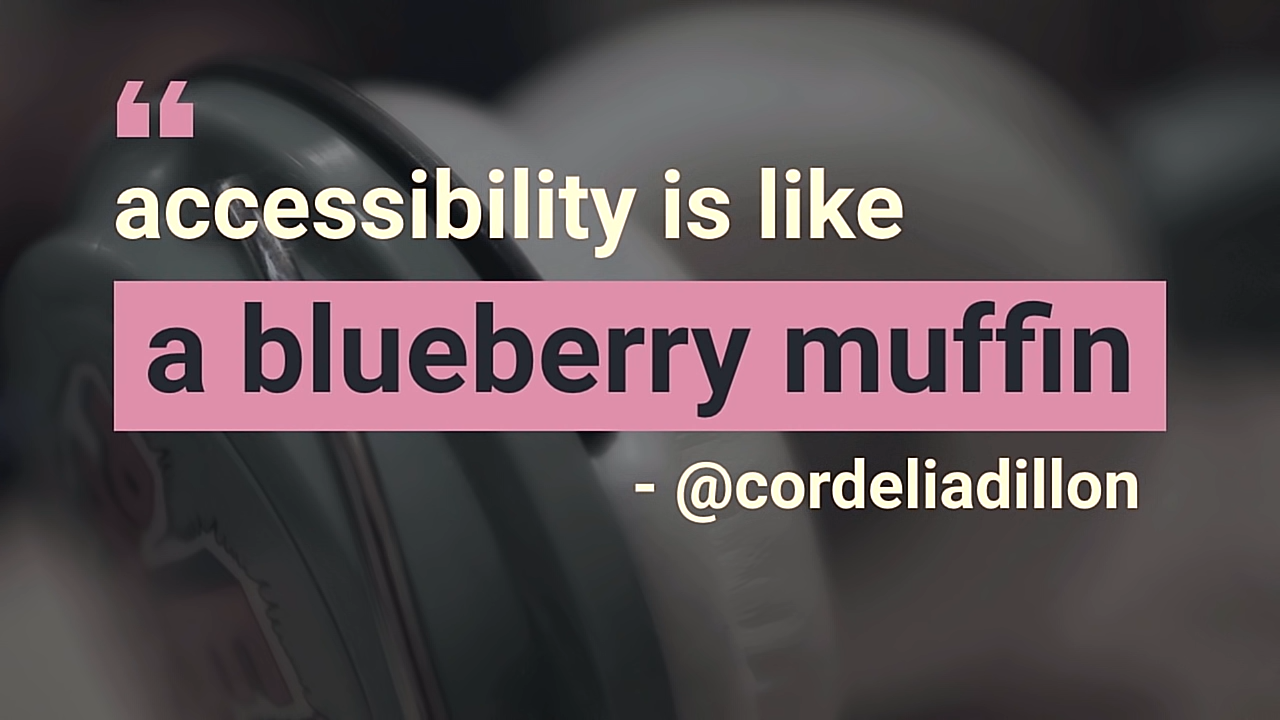 “
accessibility is like
a blueberry muffin
- @cordeliadillon